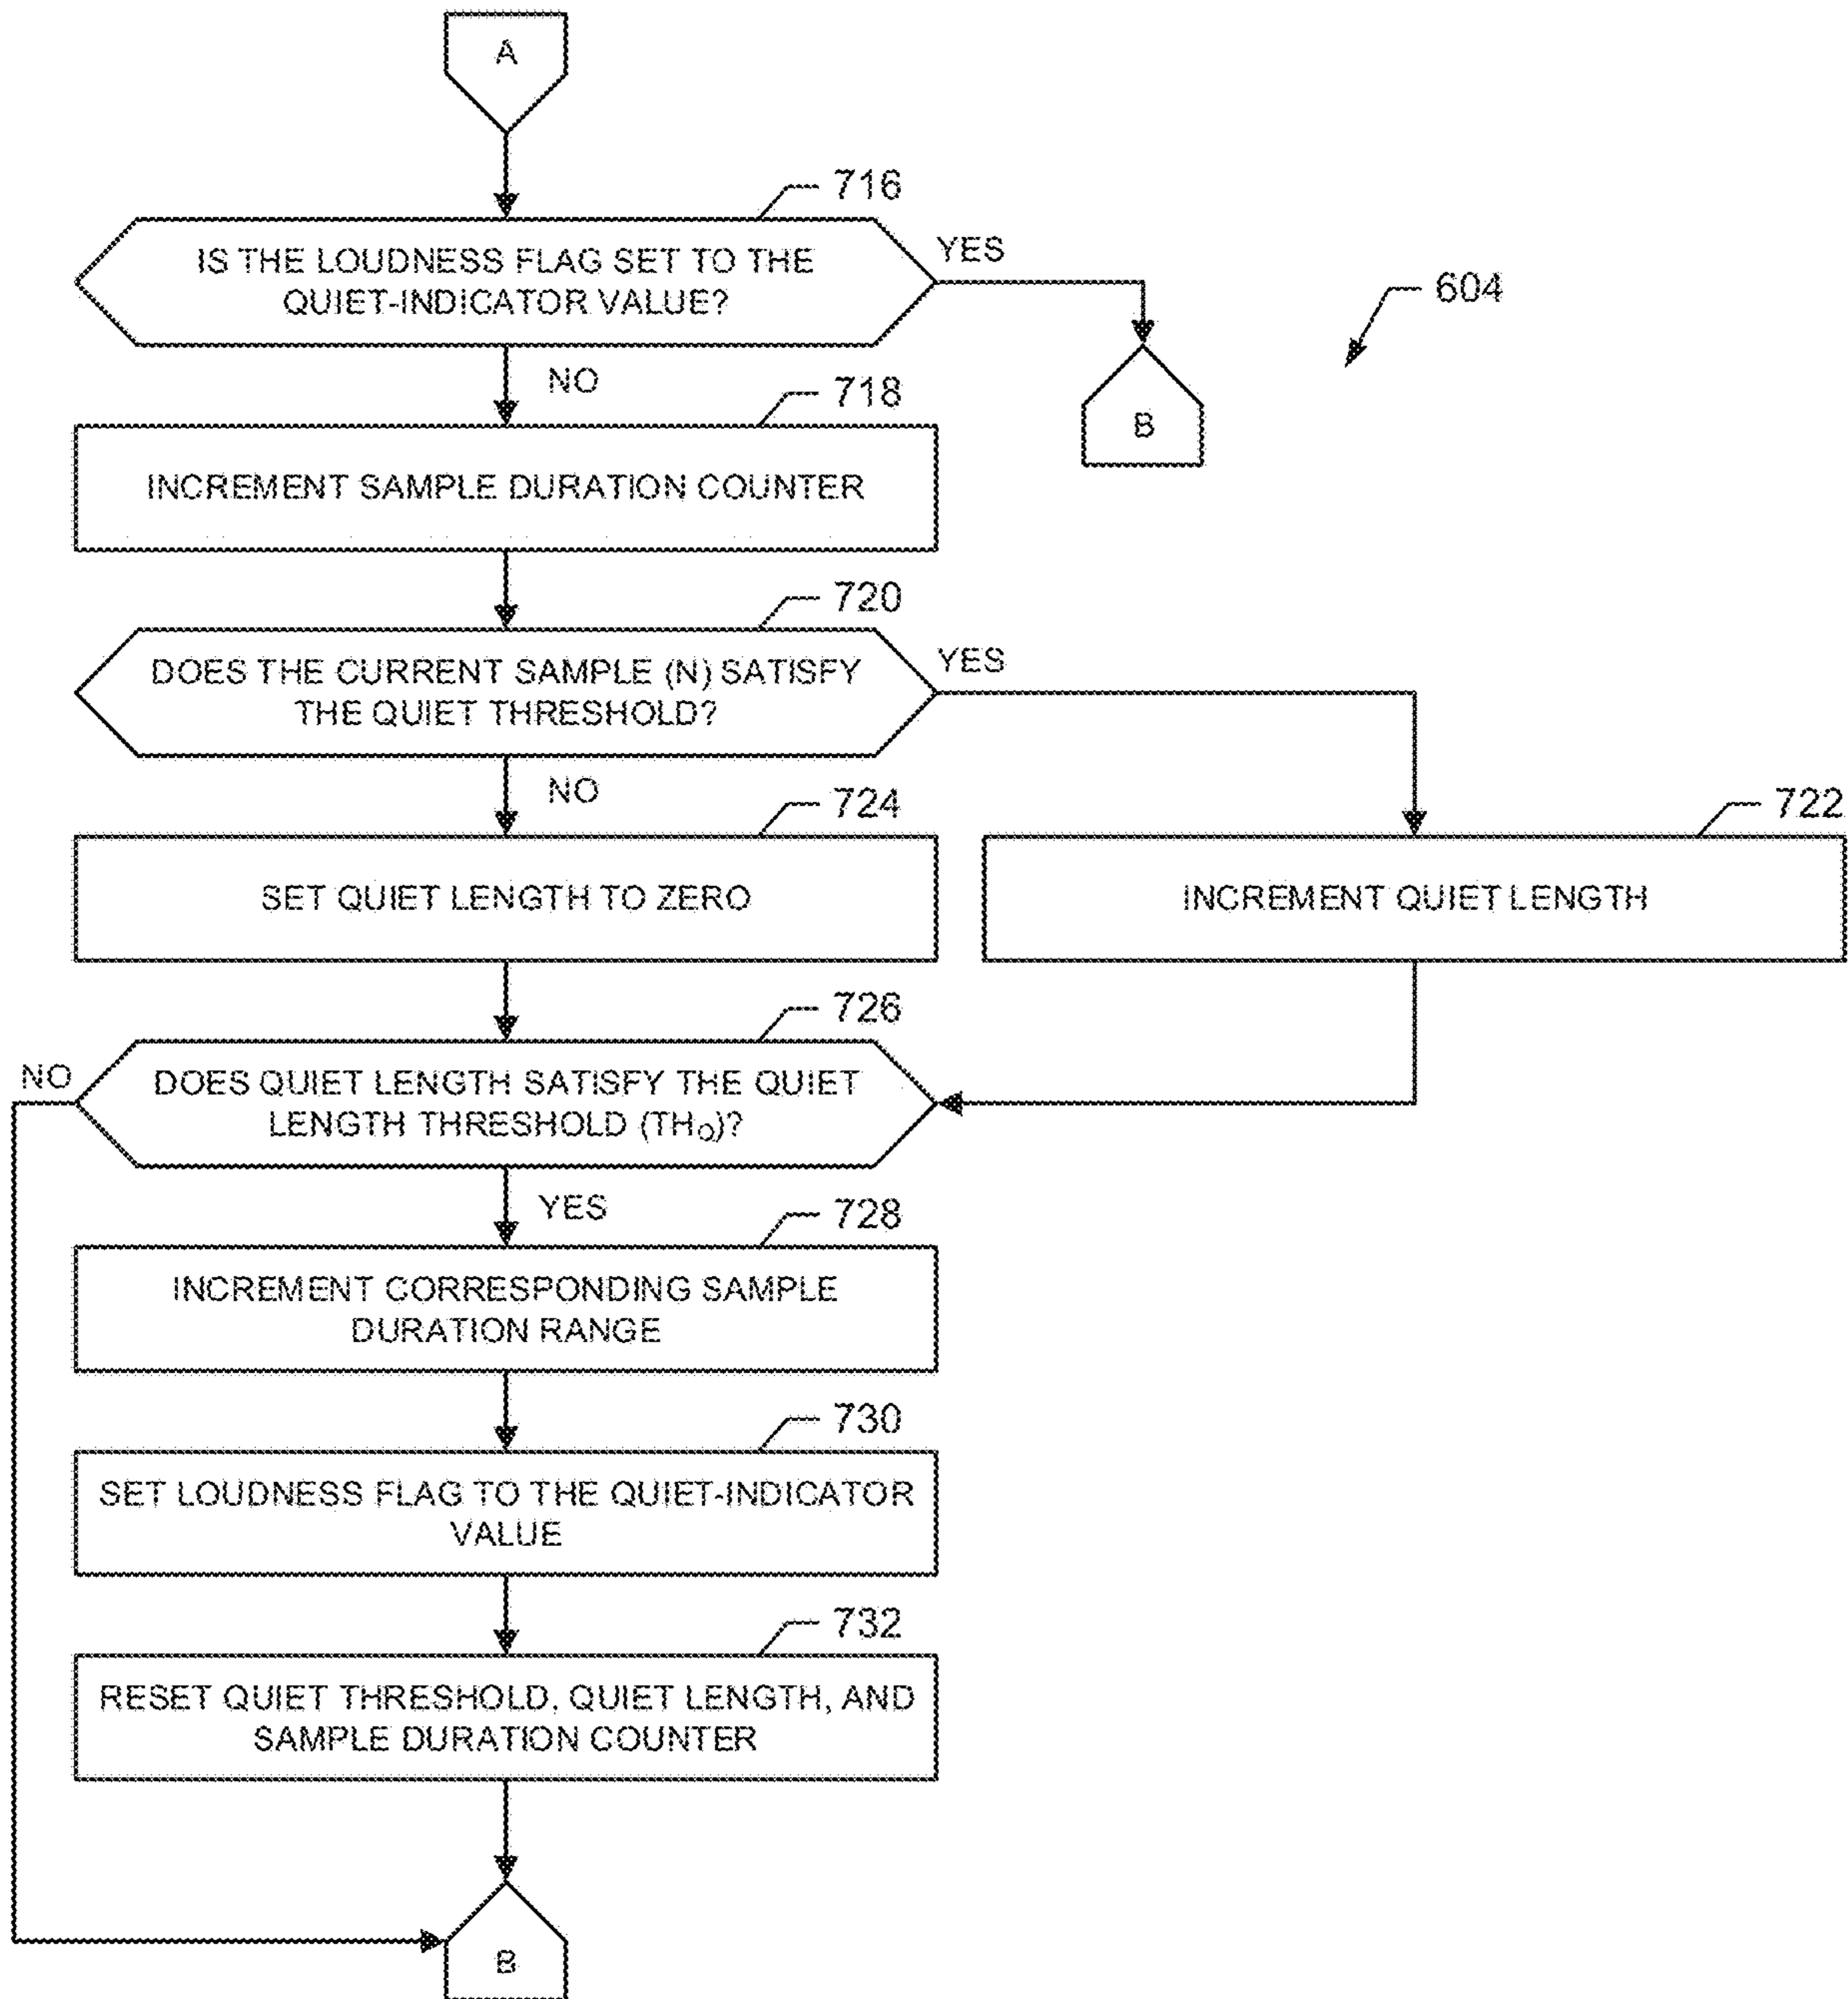 A
716
IS THE LOUDNESS FLAG SET TO THE
QUIET-INDICATOR VALUE?
YES
604
B
NO
718
INCREMENT SAMPLE DURATION COUNTER
720
DOES THE CURRENT SAMPLE (N) SATISFY
THE QUIET THRESHOLD?
YES
NO
724
SET QUIET LENGTH TO ZERO
722
INCREMENT QUIET LENGTH
726
NO
DOES QUIET LENGTH SATISFY THE QUIET
LENGTH THRESHOLD (THQ)?
YES
728
INCREMENT CORRESPONDING SAMPLE
DURATION RANGE
730
SET LOUDNESS FLAG TO THE QUIET-INDICATOR
VALUE
732
RESET QUIET THRESHOLD, QUIET LENGTH, AND
SAMPLE DURATION COUNTER
B